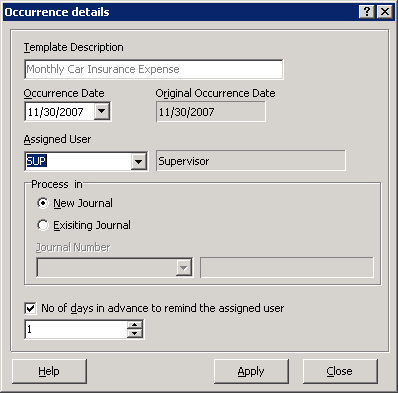 Occurrence details
Template Description
Monthly Car Insurance Expense
Occurrence Date Original Occurrence Date
11/30/2007 11/30/2007
Assigned User
SUP Supervisor
Process in
New Journal
Exisiting Journal
Journal Number
No of days in advance to remind the assigned user
1
Help Apply Close